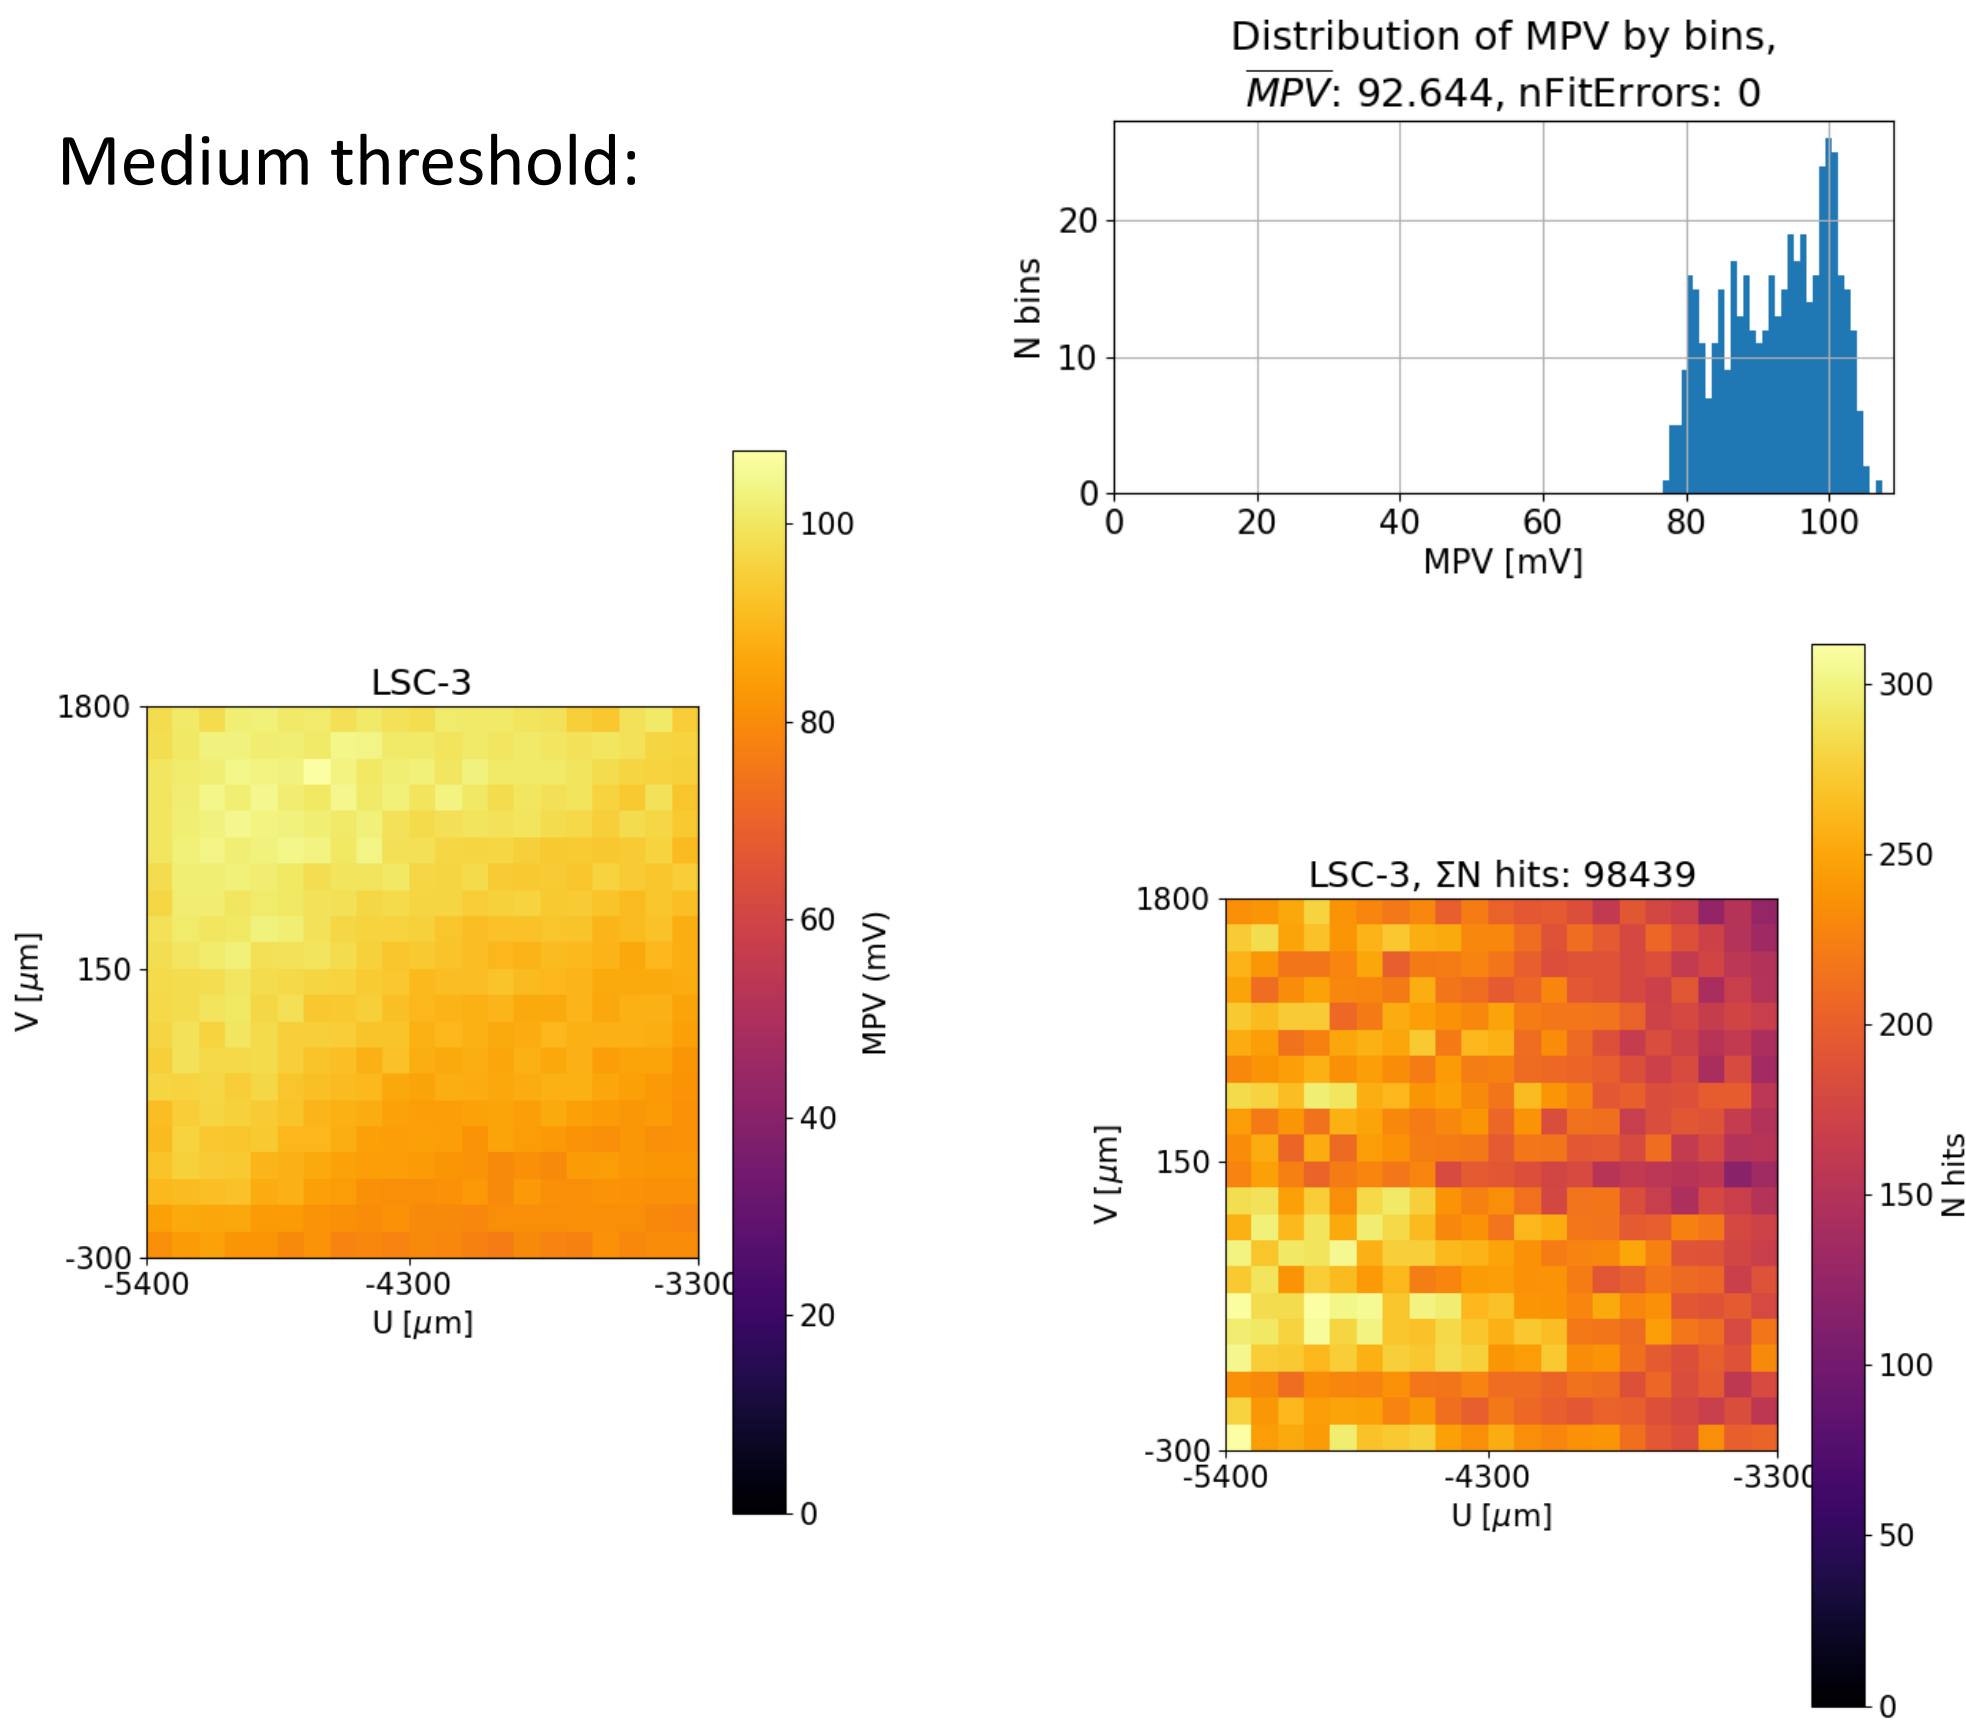 Medium threshold:
Distribution of MPV by bins,
MPV: 92.644, nFitErrors: 0
N bins
20
10
0
0 20 40 60 80 100
MPV [mV]
LSC-3
1800
150
-300
V [μm]
-5400 -4300 -3300
U [μm]
100
80
60
40
20
0
MPV (mV)
LSC-3, ΣN hits: 98439
1800
150
-300
V [μm]
-5400 -4300 -3300
U [μm]
300
250
200
150
100
50
0
N hits